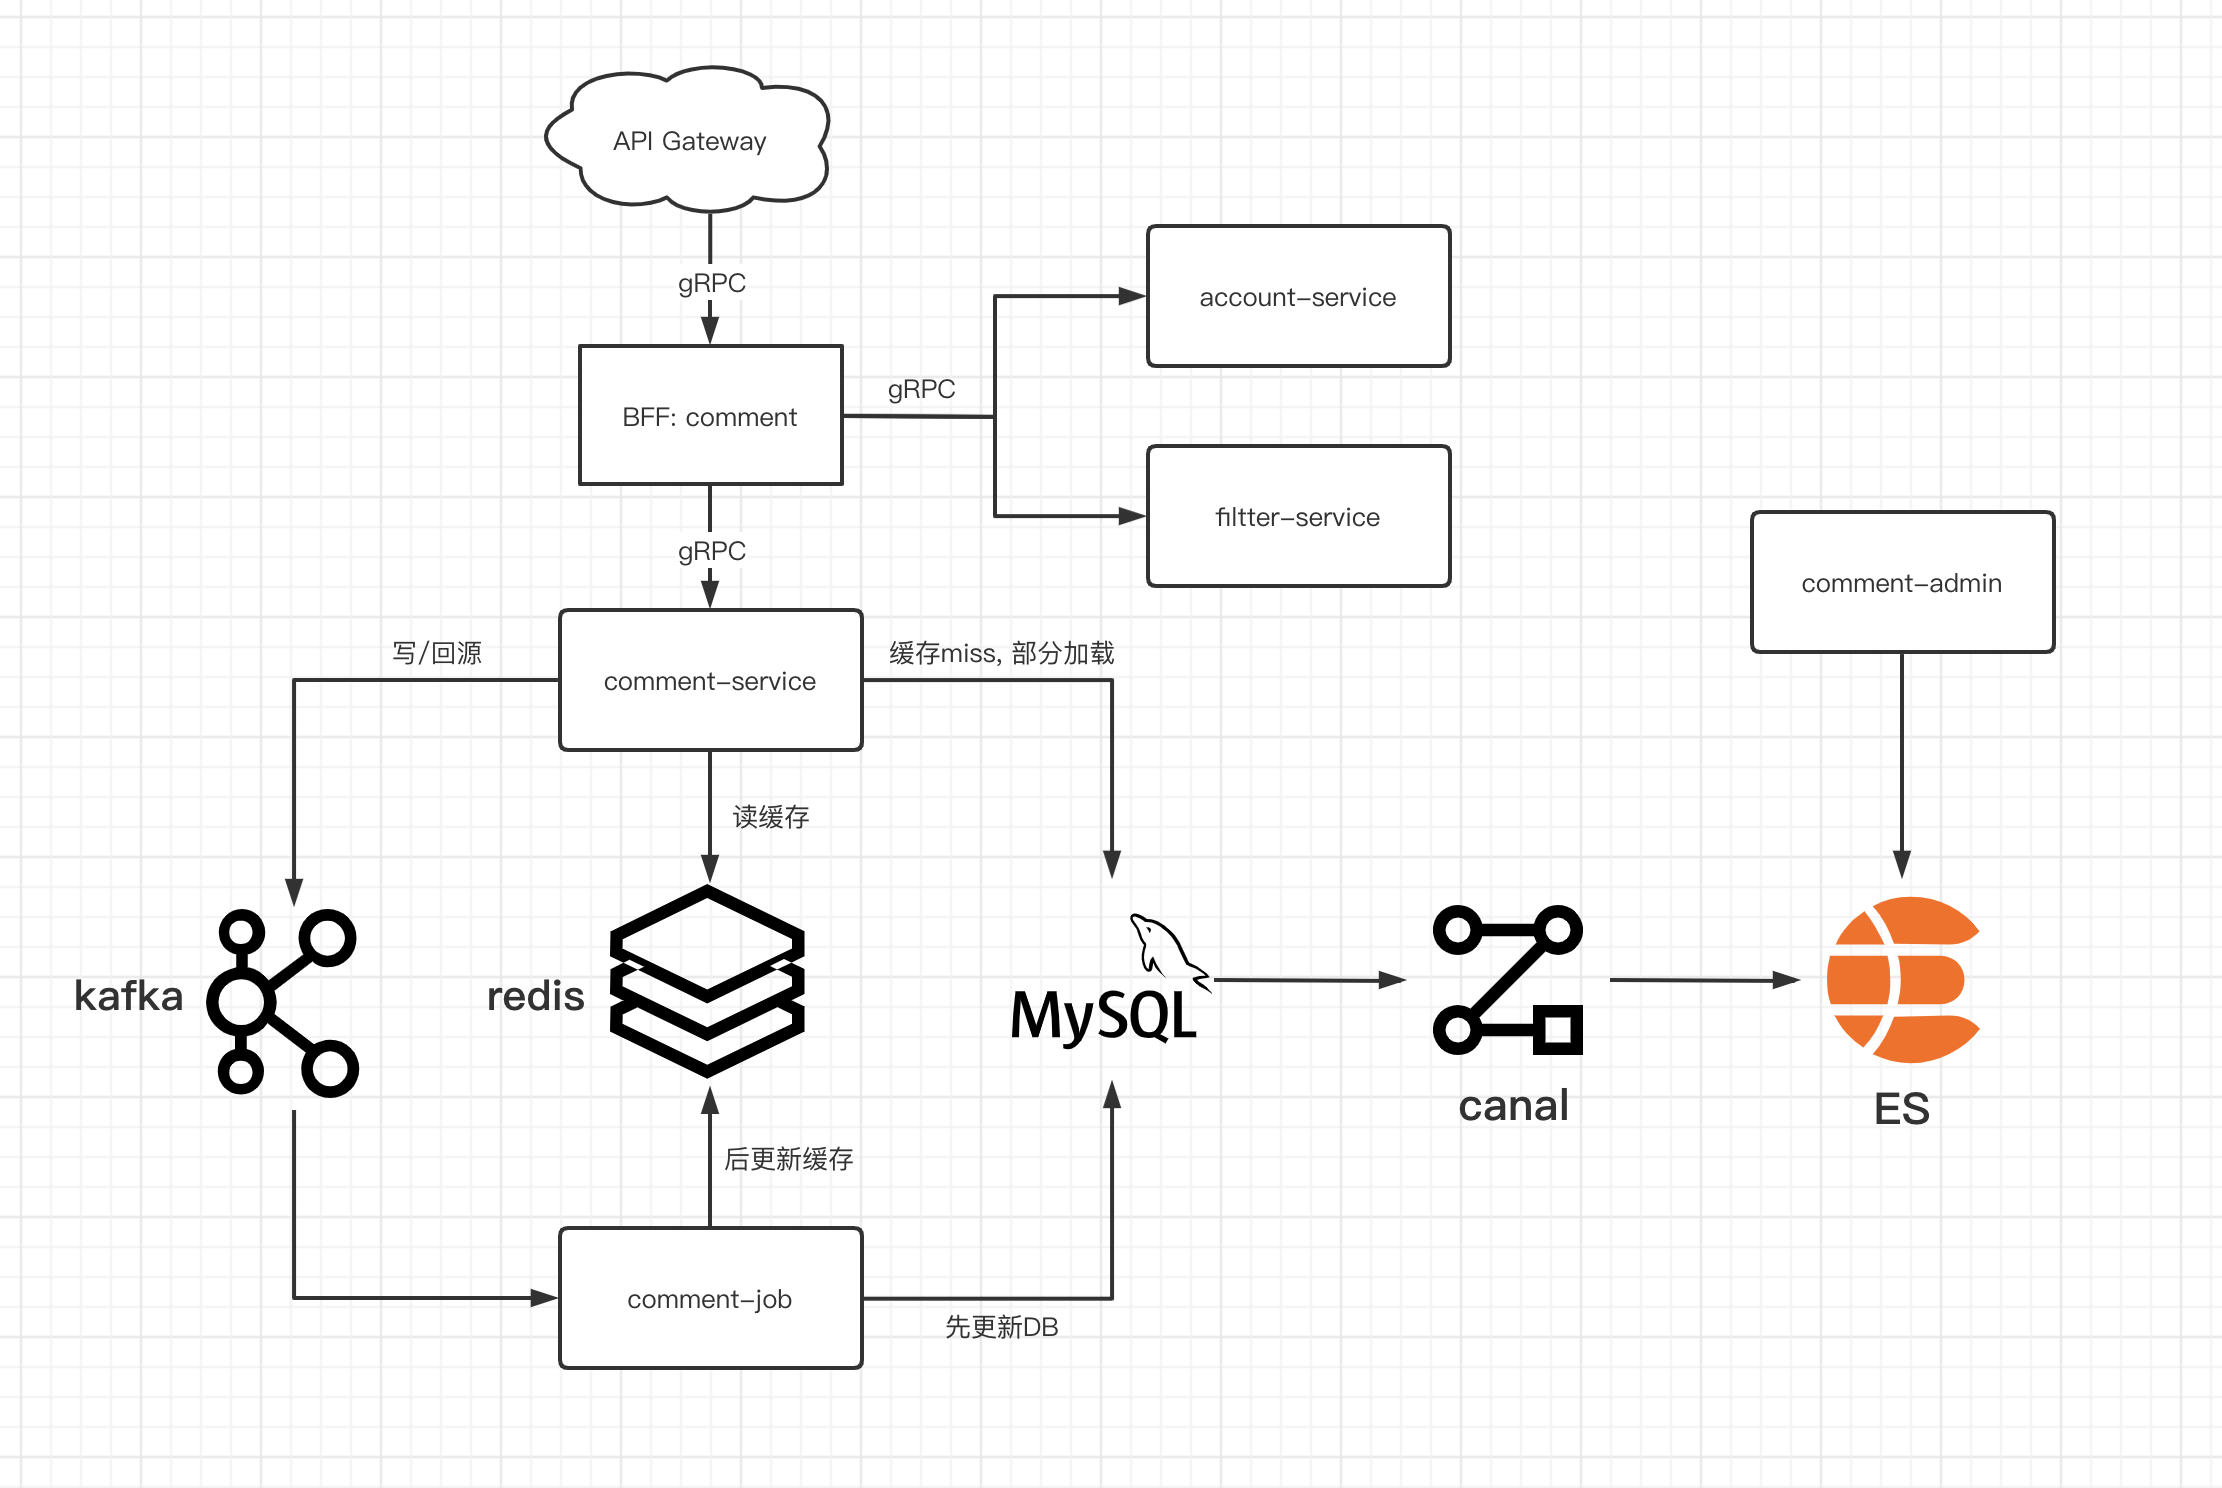 API Gateway
gRPC
account-service
gRPC
BFF: comment
filtter-service
gRPC
comment-admin
写/回源
缓存miss, 部分加载
comment-service
读缓存
kafka
redis
MySQL
canal
ES
后更新缓存
comment-job
先更新DB